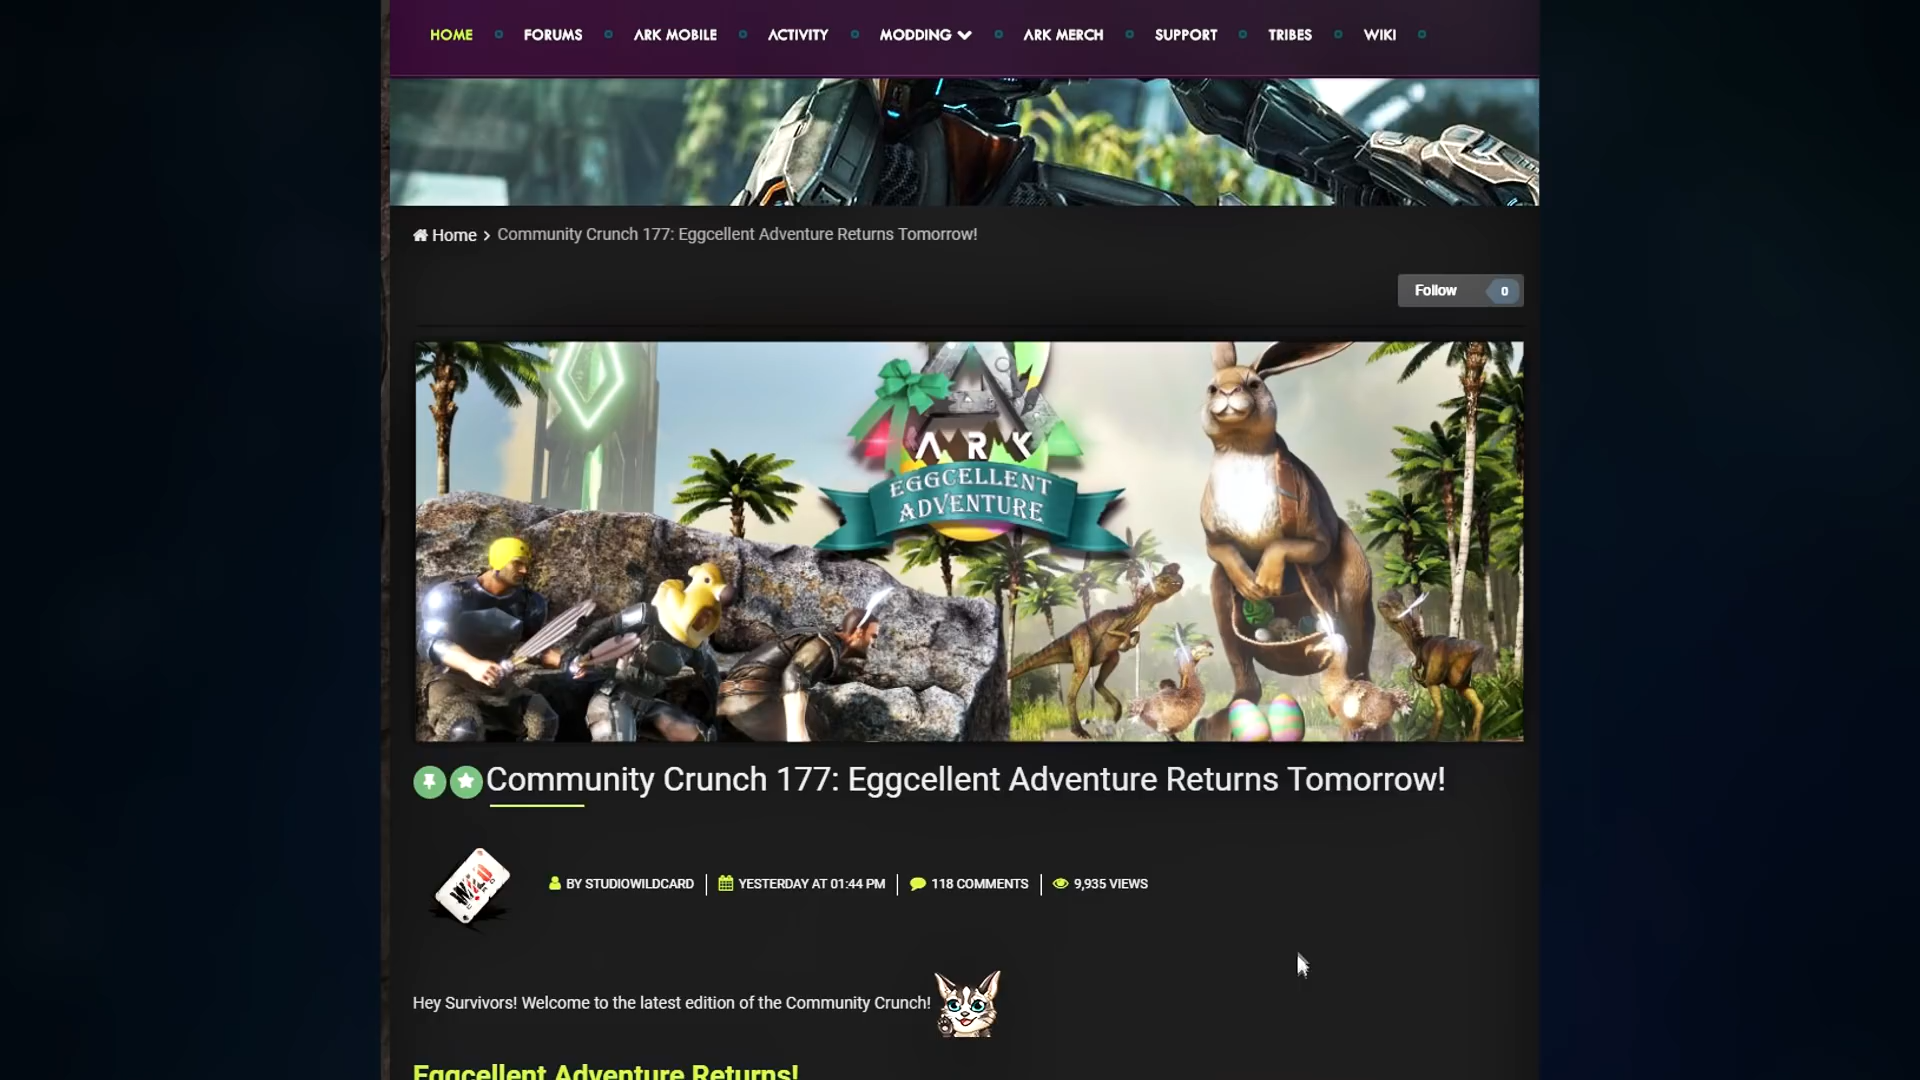 HOME FORUMS ARK MOBILE ACTIVITY MODDING ARK MERCH SUPPORT TRIBES WIKI
Home > Community Crunch 177: Eggcellent Adventure Returns Tomorrow!
Follow 0
ARK
EGGCELLENT
ADVENTURE
Community Crunch 177: Eggcellent Adventure Returns Tomorrow!
WILD
BY STUDIOWILDCARD YESTERDAY AT 01:44 PM 118 COMMENTS 9,935 VIEWS
Hey Survivors! Welcome to the latest edition of the Community Crunch!
Eggcellent Adventure Returns!